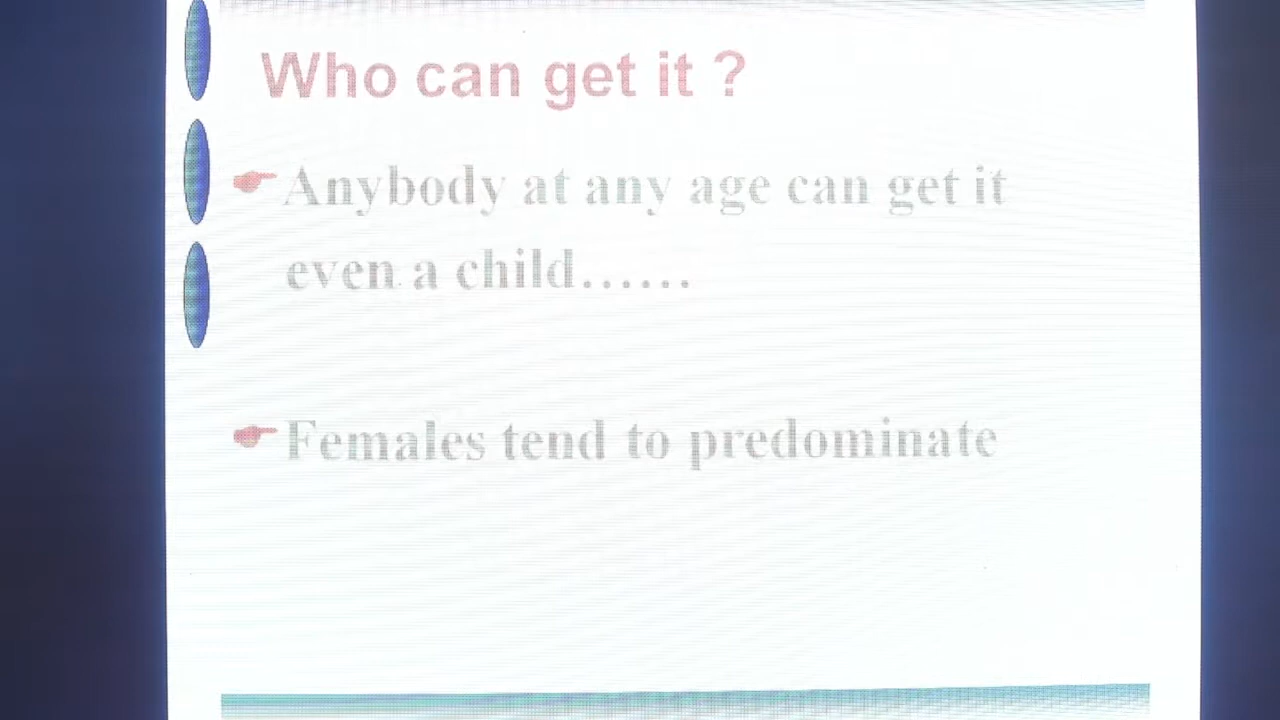 Who can get it ?
Anybody at any age can get it
even a child......
Females tend to predominate